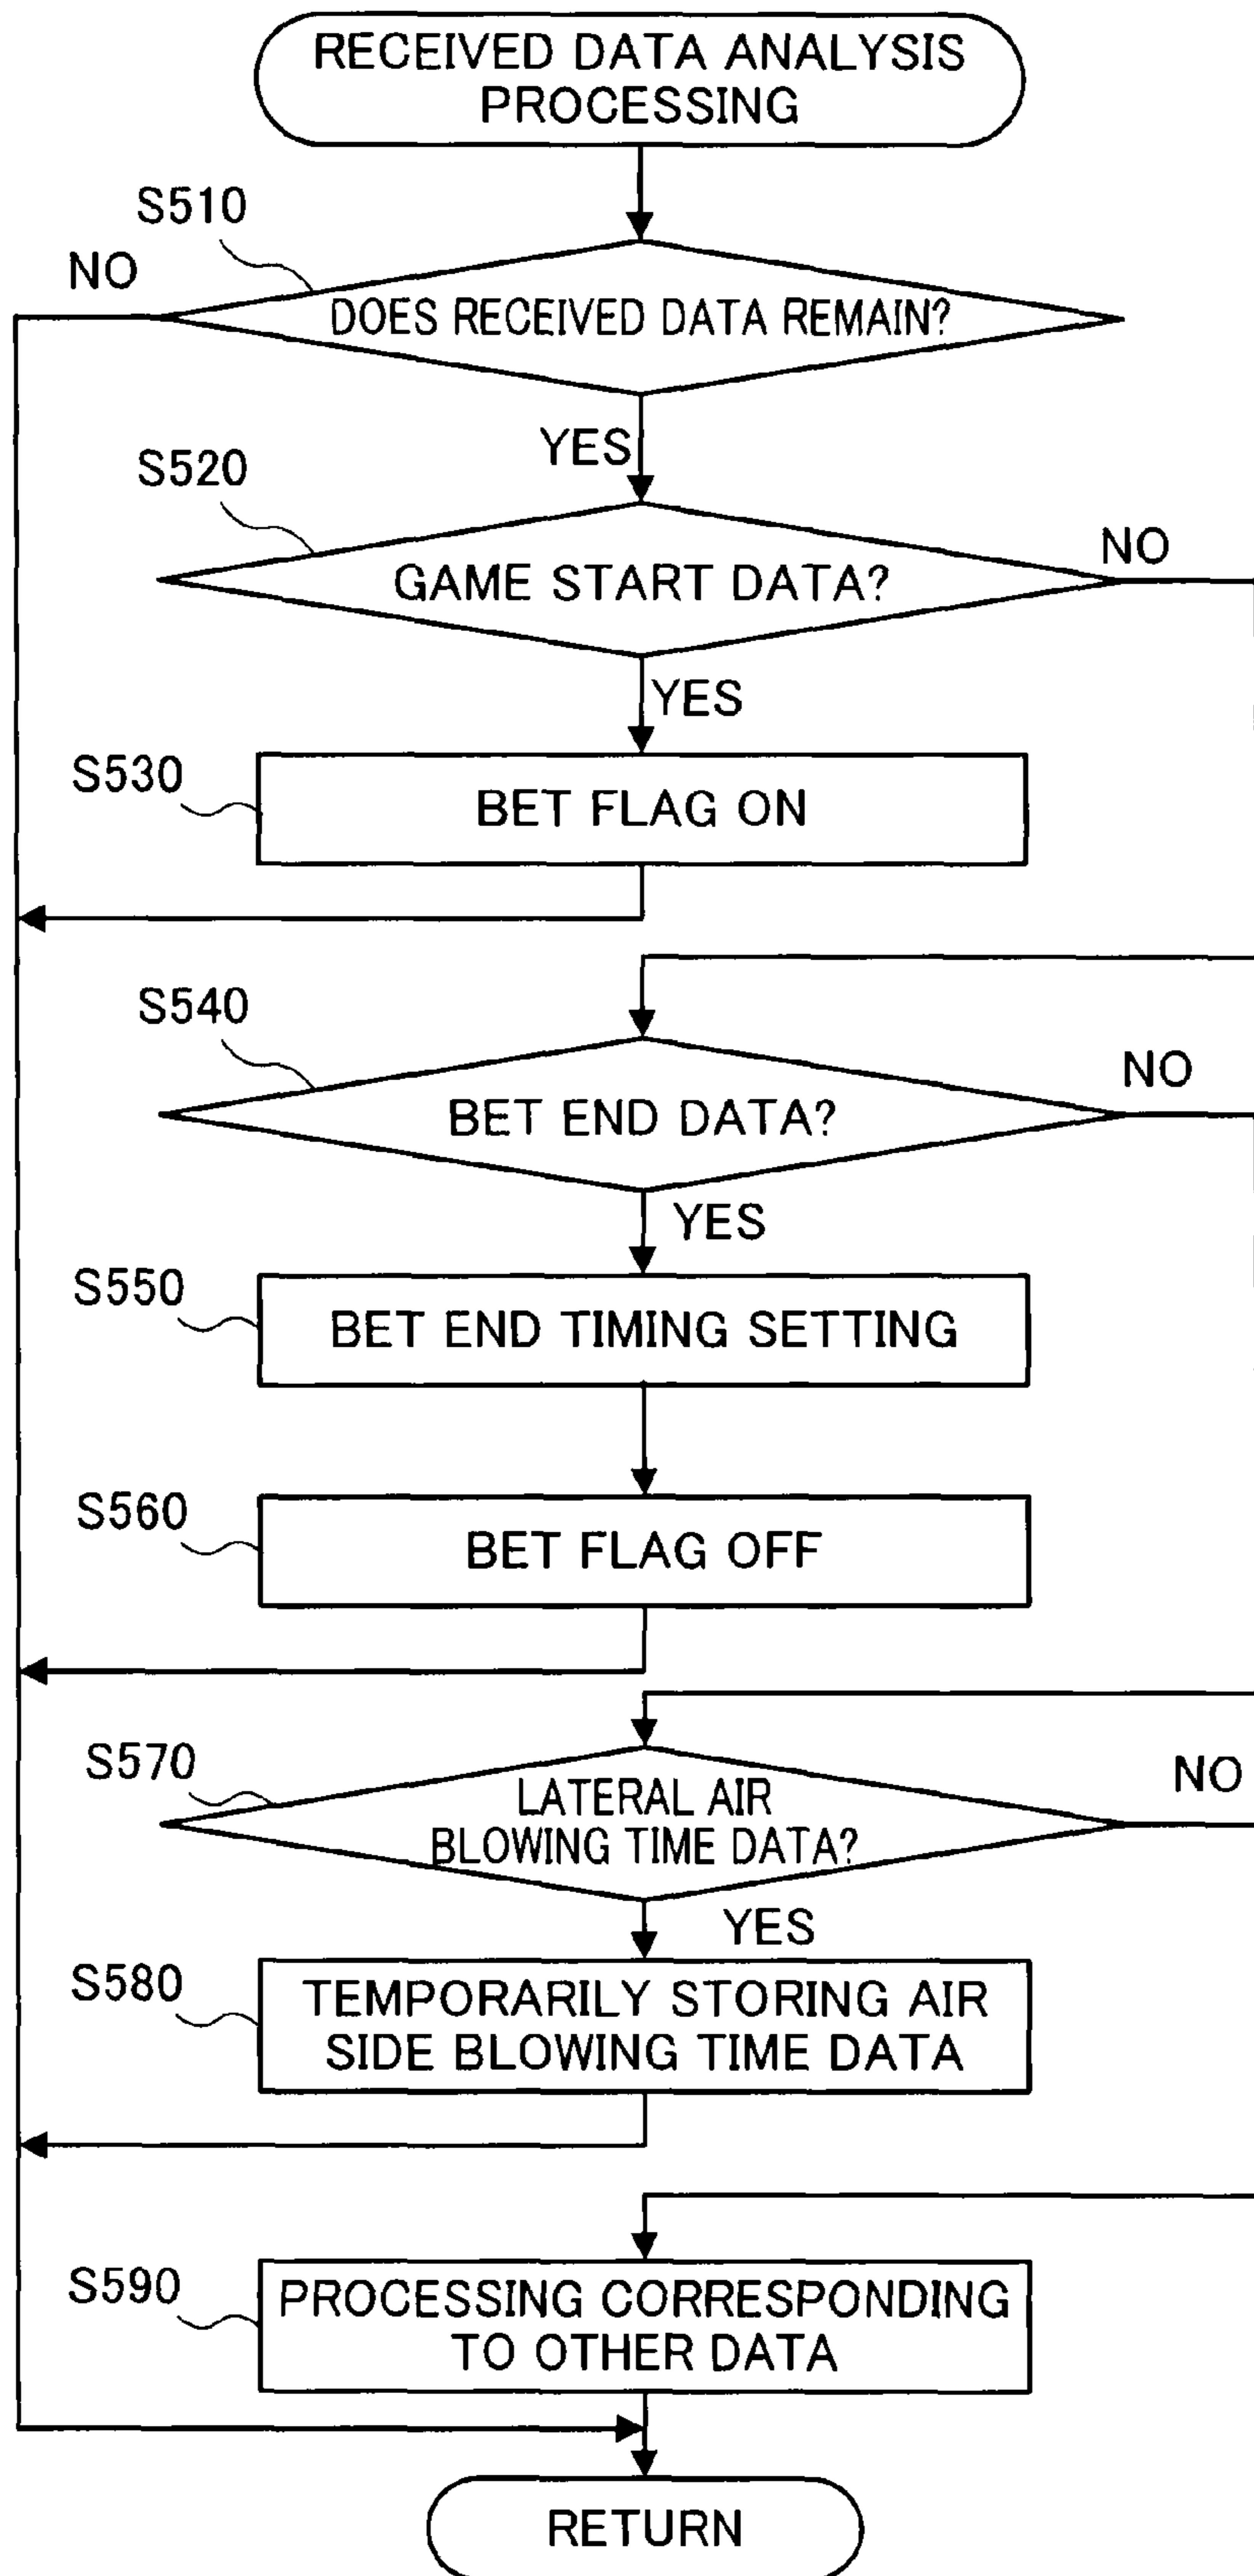 RECEIVED DATA ANALYSIS
PROCESSING
S510
NO
DOES RECEIVED DATA REMAIN?
YES
S520
NO
GAME START DATA?
YES
S530
BET FLAG ON
S540
NO
BET END DATA?
YES
S550
BET END TIMING SETTING
S560
BET FLAG OFF
S570
NO
LATERAL AIR
BLOWING TIME DATA?
YES
S580
TEMPORARILY STORING AIR
SIDE BLOWING TIME DATA
S590
PROCESSING CORRESPONDING
TO OTHER DATA
RETURN